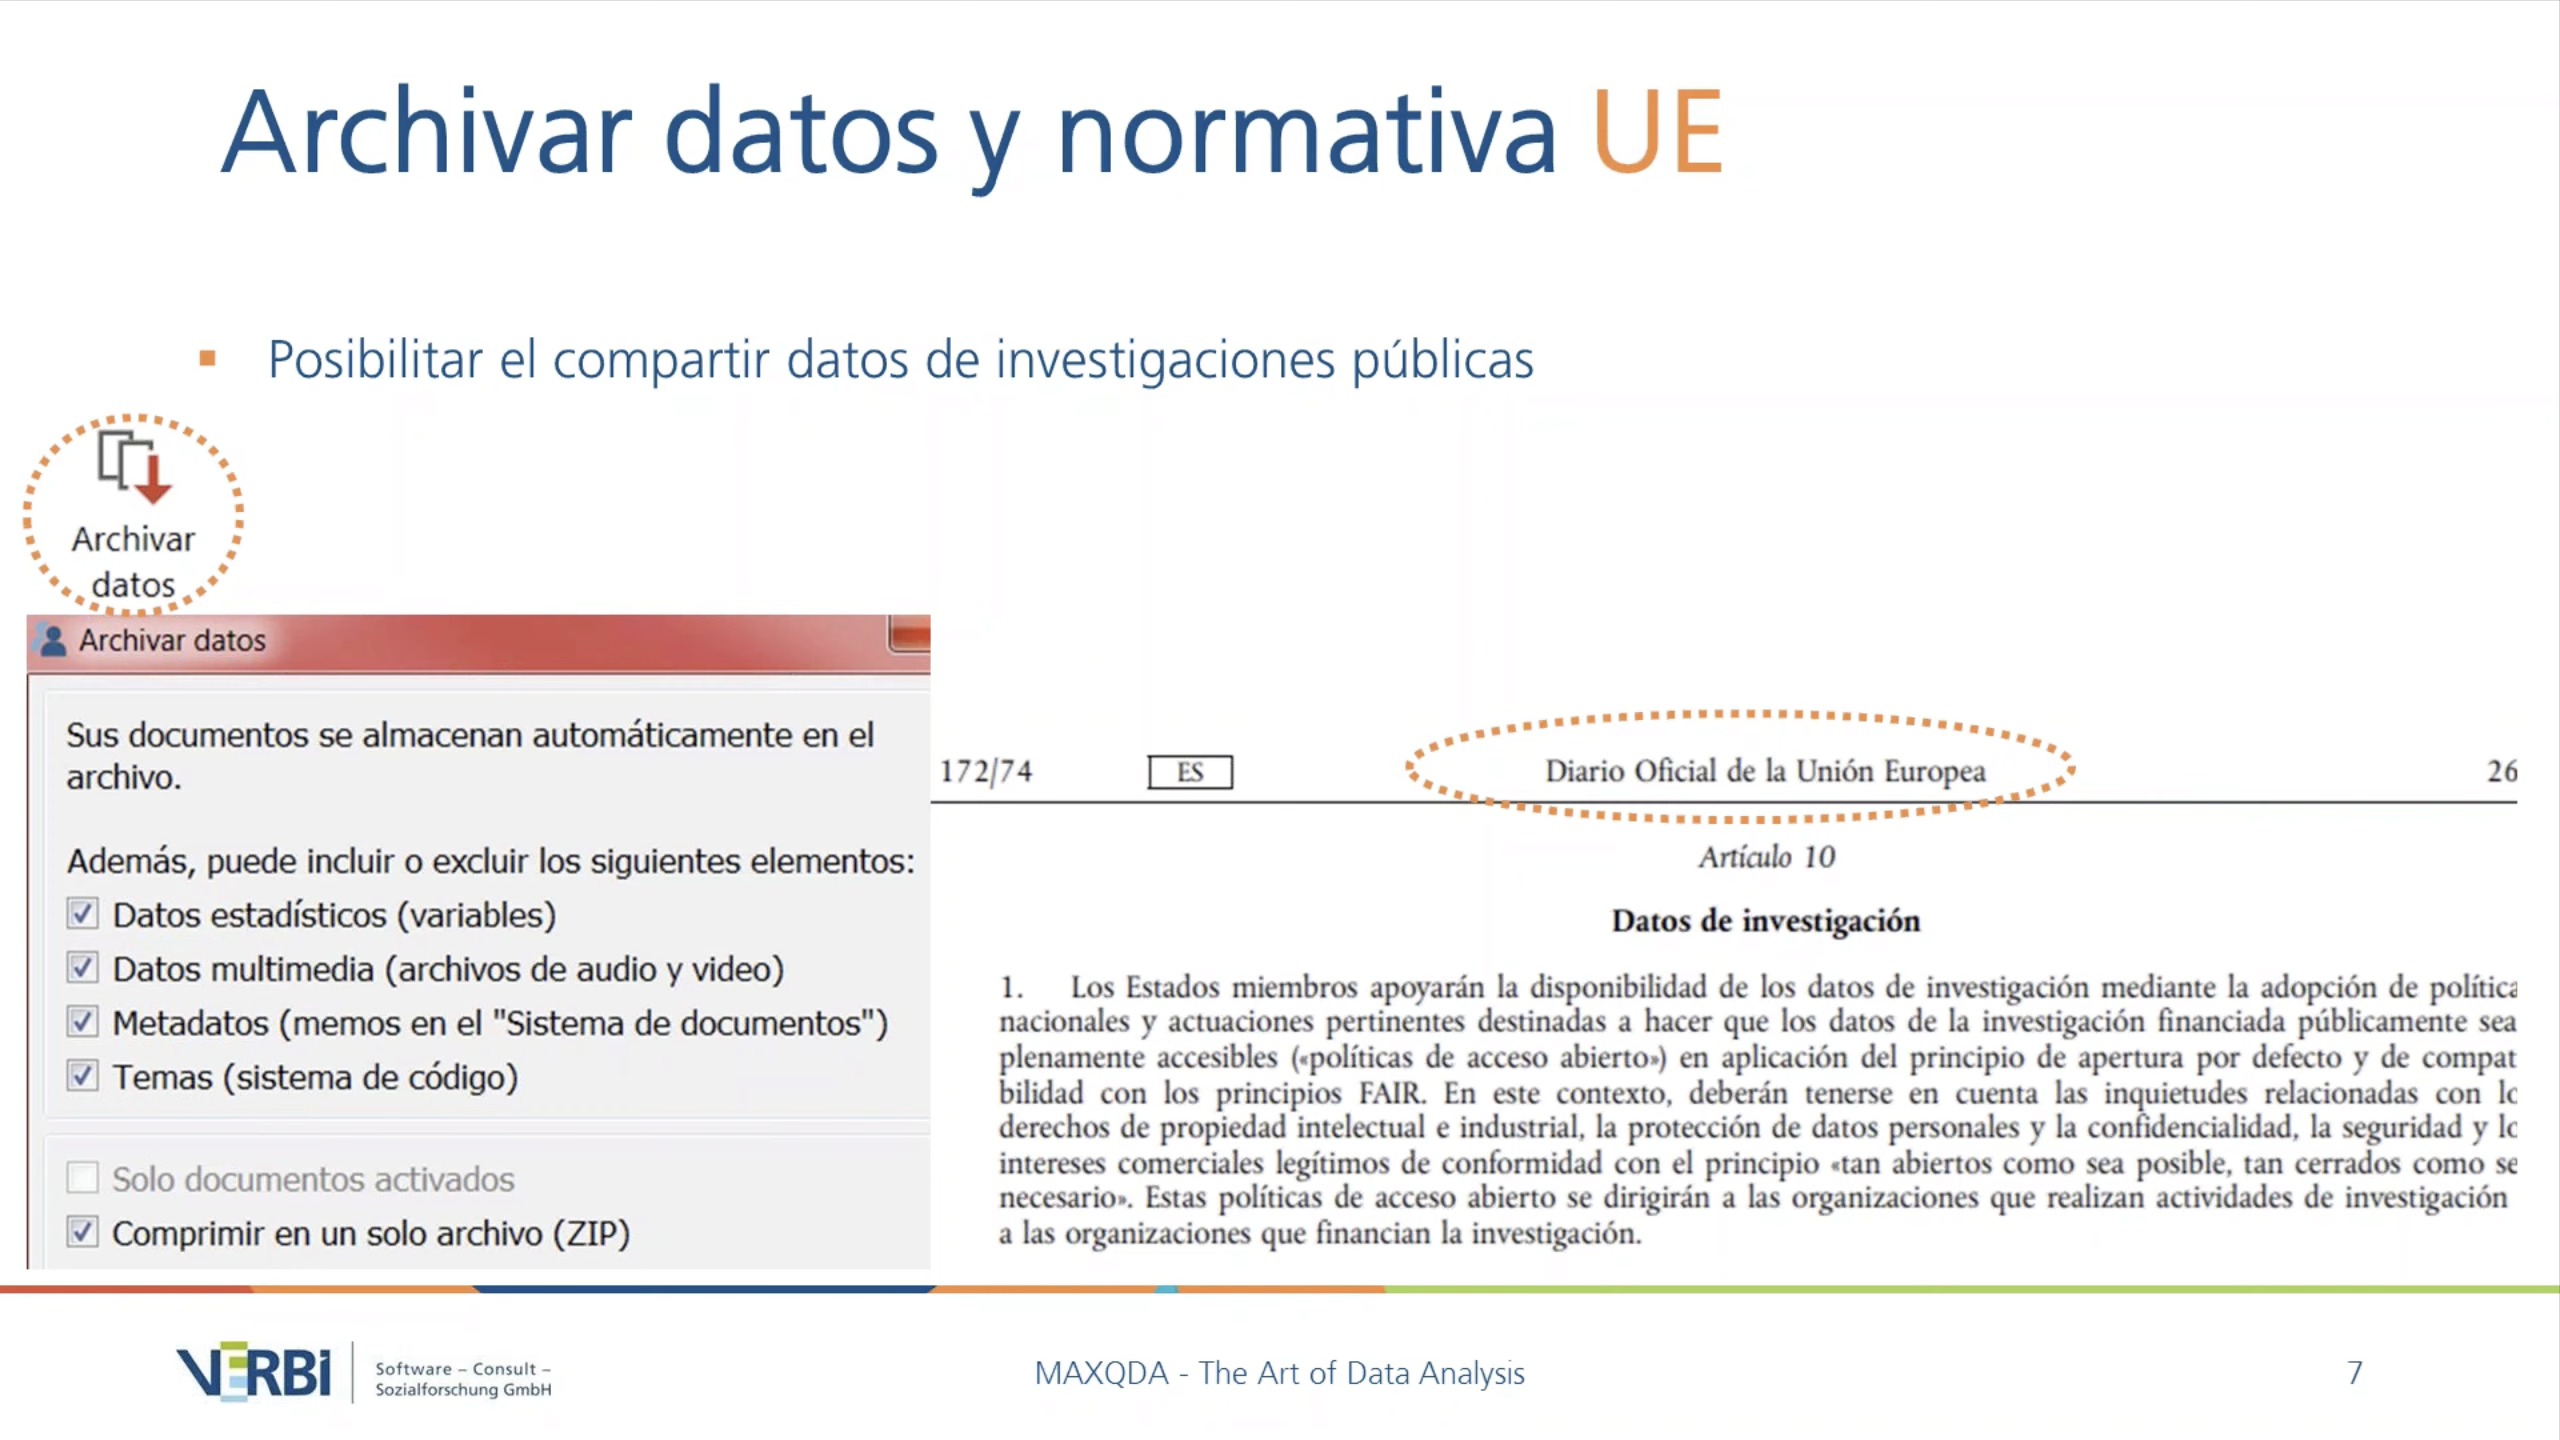 Archivar datos y normativa UE
Posibilitar el compartir datos de investigaciones públicas
Archivar
datos
Archivar datos
Sus documentos se almacenan automáticamente en el
archivo.
Además, puede incluir o excluir los siguientes elementos:
Datos estadísticos (variables)
Datos multimedia (archivos de audio y video)
Metadatos (memos en el "Sistema de documentos")
Temas (sistema de código)
Solo documentos activados
Comprimir en un solo archivo (ZIP)
172/74 ES Diario Oficial de la Unión Europea 26
Artículo 10
Datos de investigación
1. Los Estados miembros apoyarán la disponibilidad de los datos de investigación mediante la adopción de política
nacionales y actuaciones pertinentes destinadas a hacer que los datos de la investigación financiada públicamente sea
plenamente accesibles («políticas de acceso abierto») en aplicación del principio de apertura por defecto y de compat
bilidad con los principios FAIR. En este contexto, deberán tenerse en cuenta las inquietudes relacionadas con lo
derechos de propiedad intelectual e industrial, la protección de datos personales y la confidencialidad, la seguridad y lo
intereses comerciales legítimos de conformidad con el principio «tan abiertos como sea posible, tan cerrados como se
necesario». Estas políticas de acceso abierto se dirigirán a las organizaciones que realizan actividades de investigación
a las organizaciones que financian la investigación.
VERBI Software – Consult –
Sozialforschung GmbH
MAXQDA - The Art of Data Analysis
7